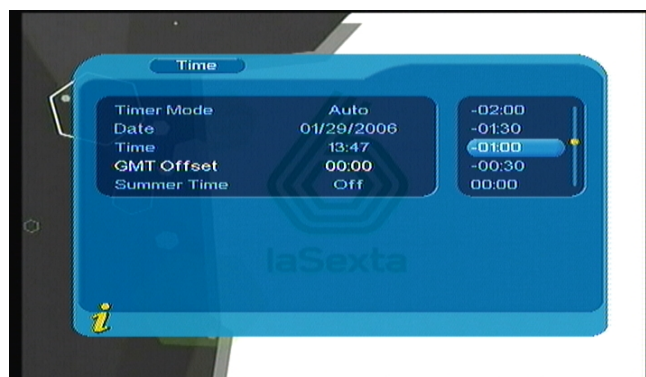 Time
Timer Mode Auto
Date 01/29/2006
Time 13:47
GMT Offset 00:00
Summer Time Off
-02:00
-01:30
-01:00
-00:30
00:00
laSexta
i